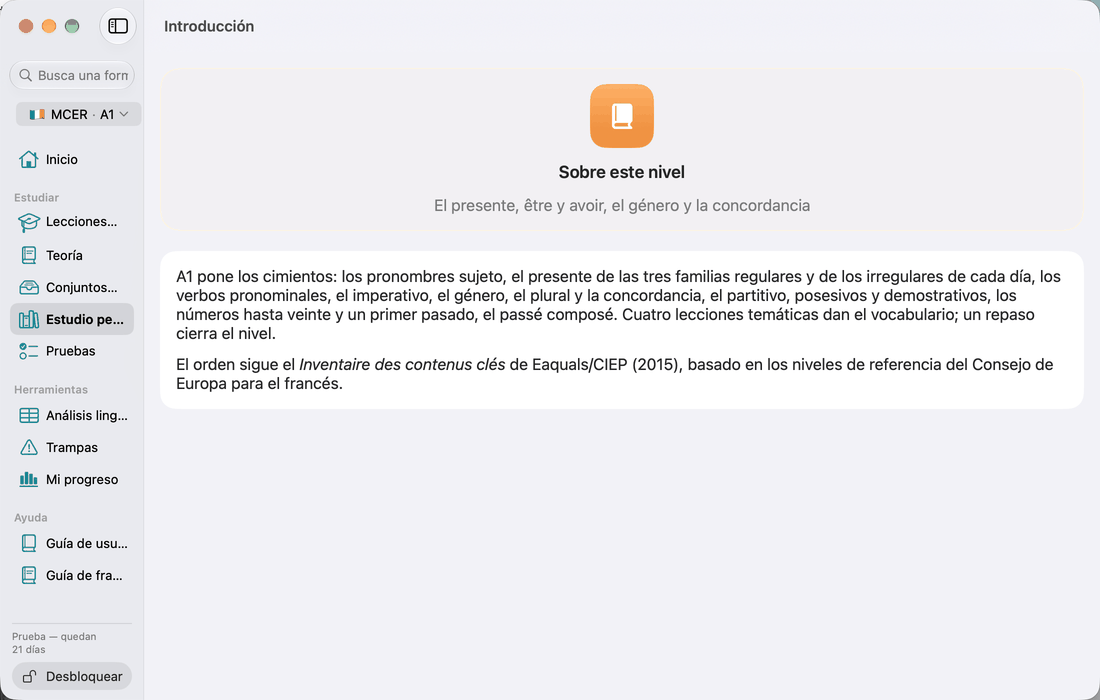 Introducción
Busca una form
MCER · A1
Inicio
Estudiar
Lecciones...
Teoría
Conjuntos...
Estudio pe...
Pruebas
Herramientas
Análisis ling...
Trampas
Mi progreso
Ayuda
Guía de usu...
Guía de fra...
Prueba — quedan
21 días
Desbloquear
Sobre este nivel
El presente, être y avoir, el género y la concordancia
A1 pone los cimientos: los pronombres sujeto, el presente de las tres familias regulares y de los irregulares de cada día, los
verbos pronominales, el imperativo, el género, el plural y la concordancia, el partitivo, posesivos y demostrativos, los
números hasta veinte y un primer pasado, el passé composé. Cuatro lecciones temáticas dan el vocabulario; un repaso
cierra el nivel.
El orden sigue el Inventaire des contenus clés de Eaquals/CIEP (2015), basado en los niveles de referencia del Consejo de
Europa para el francés.